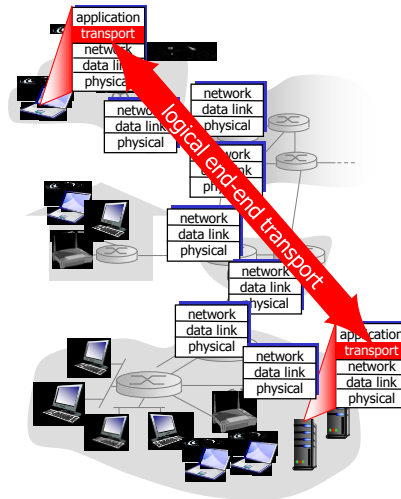 application
transport
network
data link
physical
network
data link
physical
network
data link
physical
network
data link
physical
network
data link
physical
network
data link
physical
network
data link
physical
network
data link
physical
application
transport
network
data link
physical
logical end-end transport